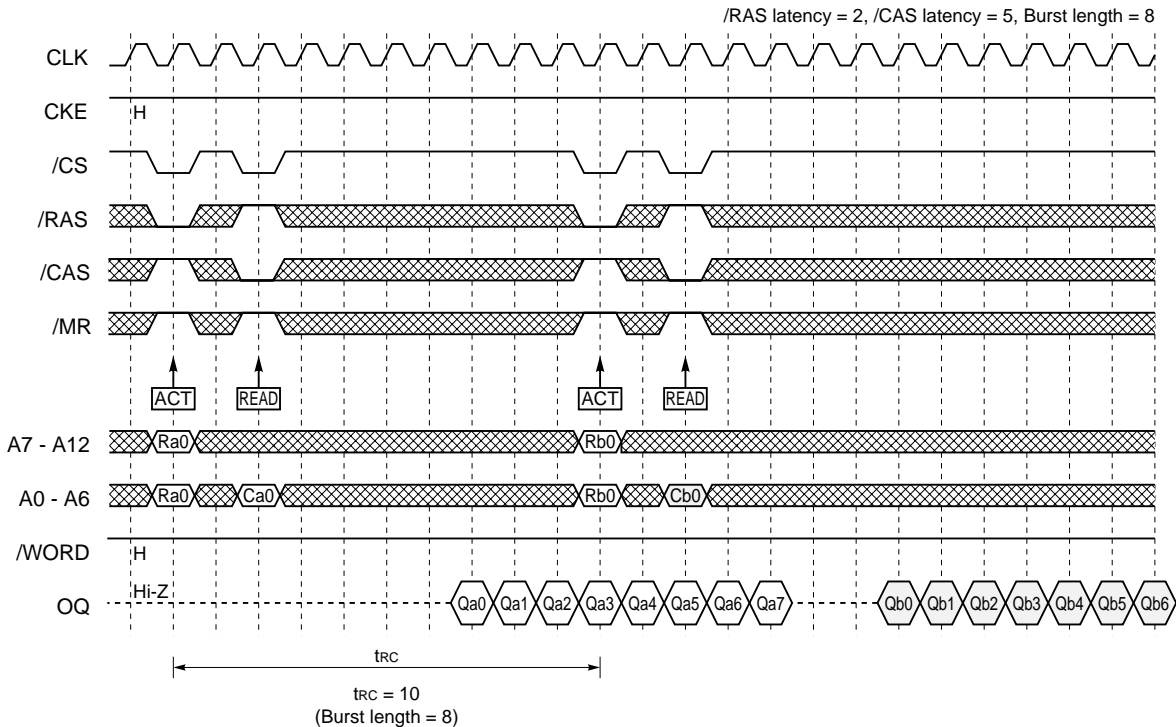 /RAS latency = 2, /CAS latency = 5, Burst length = 8
CLK
CKE H
/CS
/RAS
/CAS
/MR
ACT READ ACT READ
A7 - A12 Ra0 Rb0
A0 - A6 Ra0 Ca0 Rb0 Cb0
/WORD H
OQ Hi-Z Qa0 Qa1 Qa2 Qa3 Qa4 Qa5 Qa6 Qa7 Qb0 Qb1 Qb2 Qb3 Qb4 Qb5 Qb6
tRC
tRC = 10
(Burst length = 8)